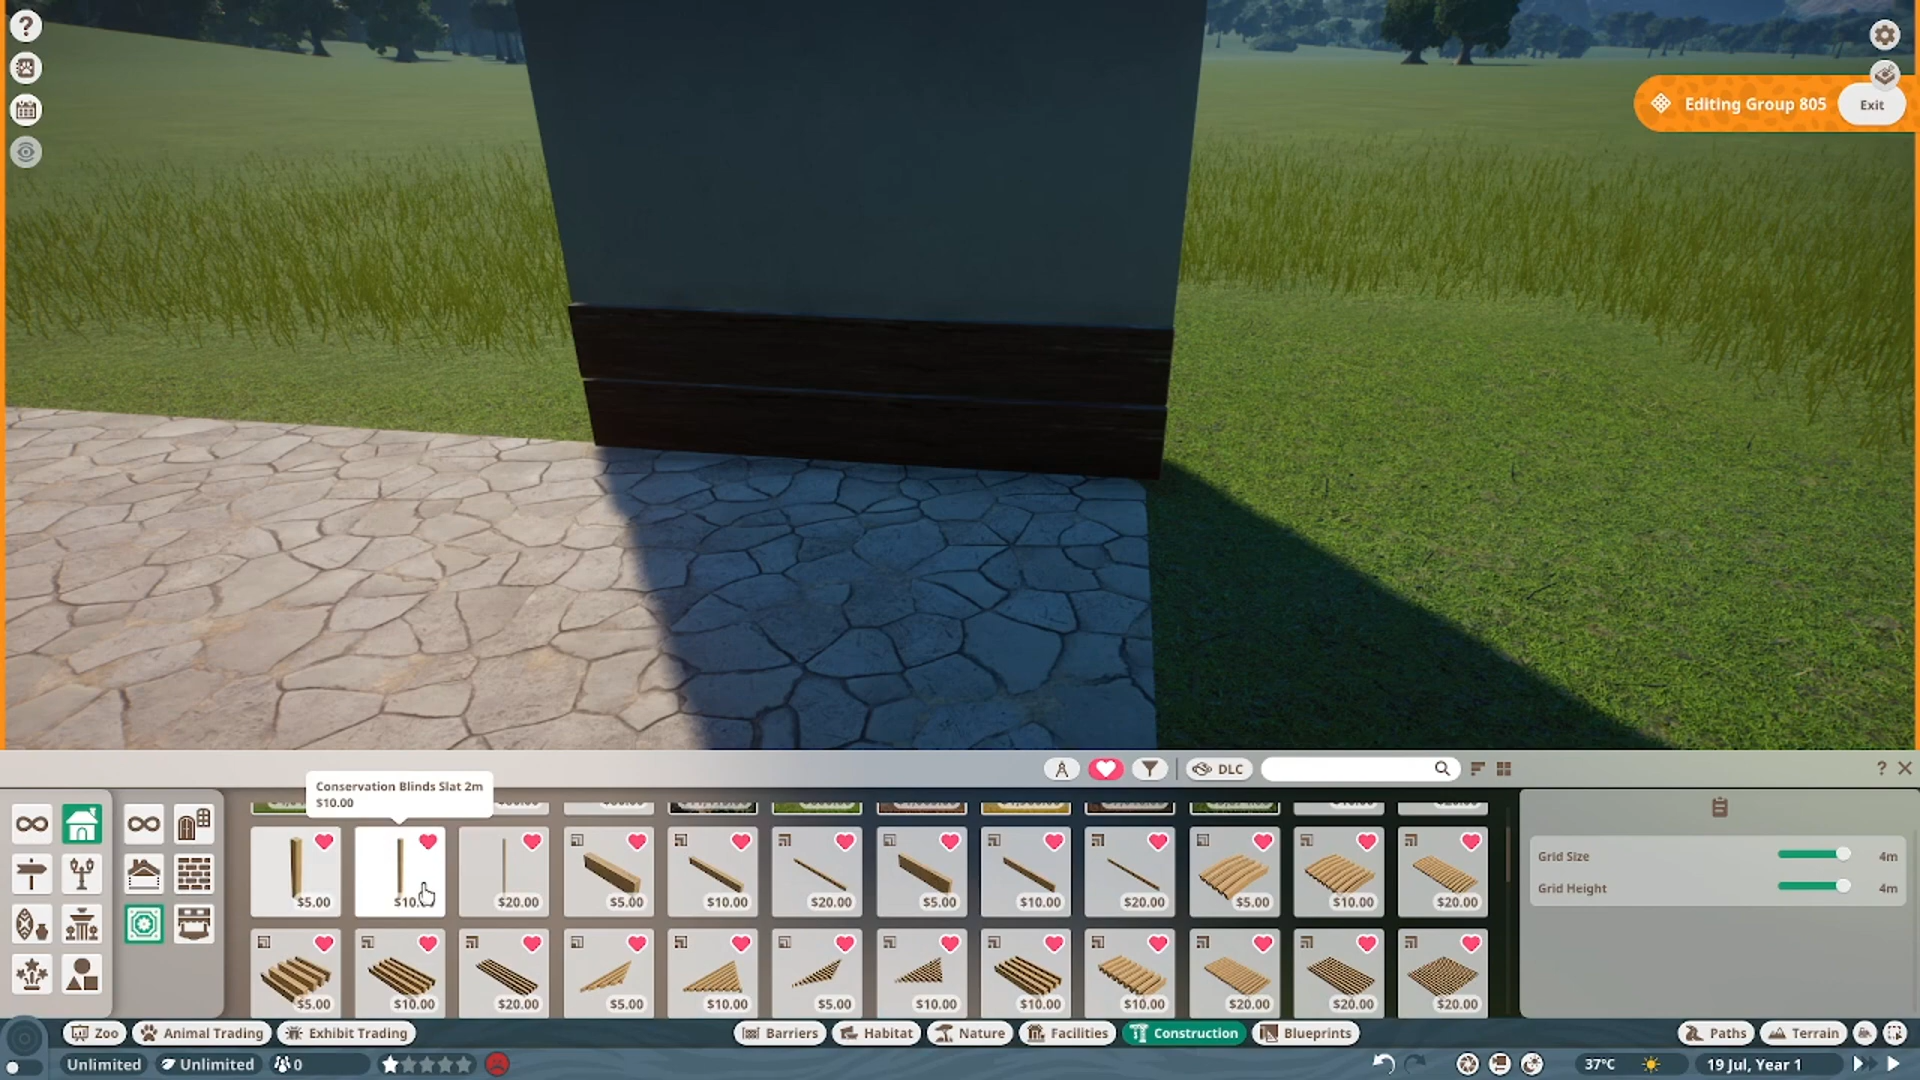 ?
Editing Group 805
Exit
DLC
?
Conservation Blinds Slat 2m
$10.00
$5.00
$10.00
$20.00
$5.00
$10.00
$20.00
$5.00
$10.00
$20.00
$5.00
$10.00
$20.00
$5.00
$10.00
$20.00
$5.00
$10.00
$5.00
$10.00
$10.00
$10.00
$20.00
$20.00
$20.00
Grid Size
4m
Grid Height
4m
Zoo
Animal Trading
Exhibit Trading
Barriers
Habitat
Nature
Facilities
Construction
Blueprints
Paths
Terrain
Unlimited
Unlimited
0
37°C
19 Jul, Year 1